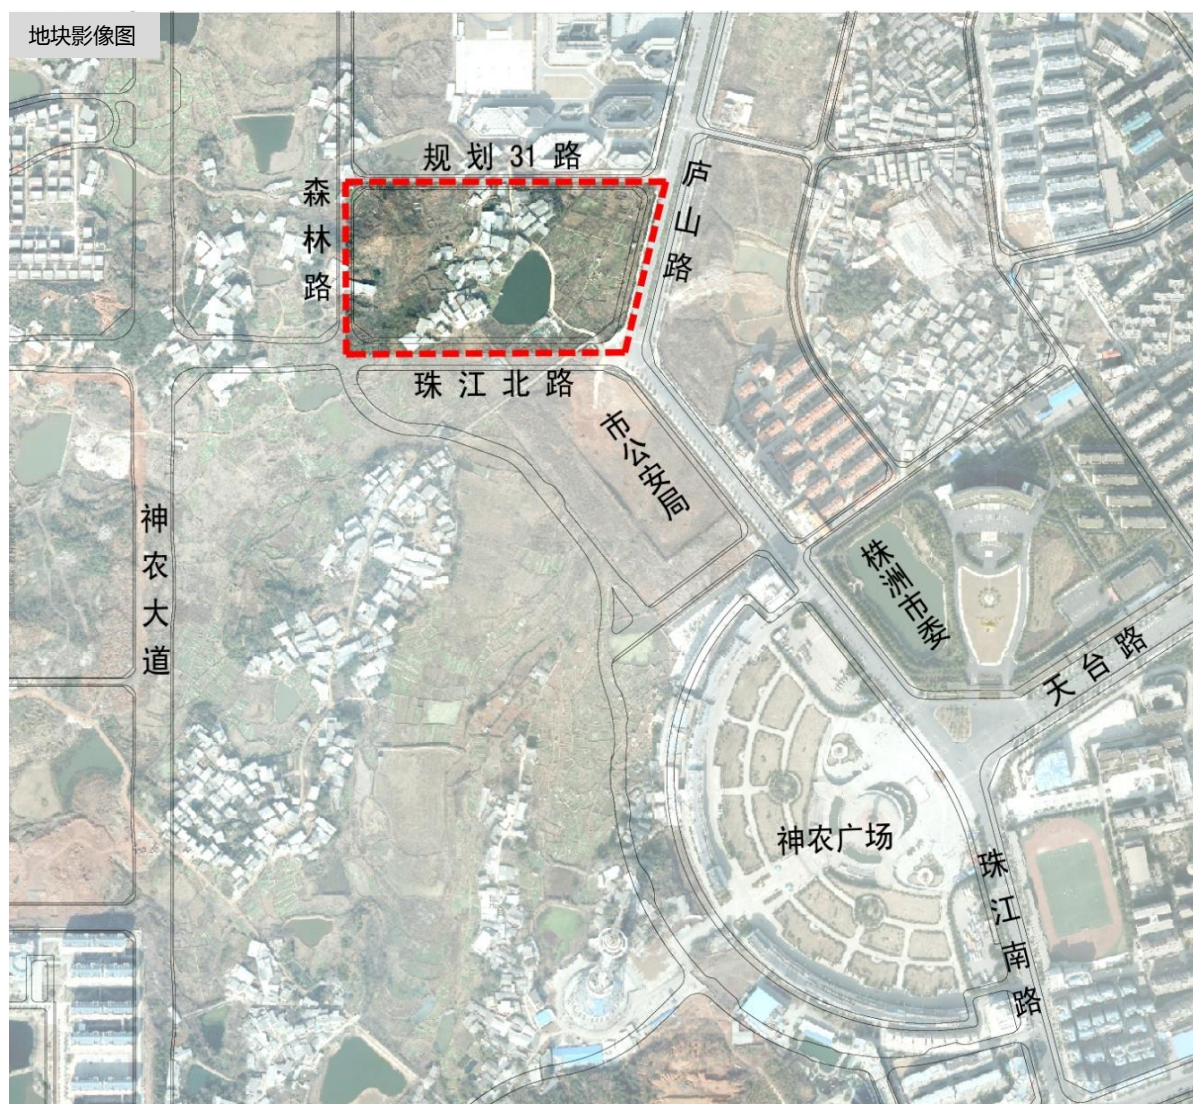 地块影像图
规划31路
森林路
庐山路
珠江北路
市公安局
神农大道
株洲市委
天台路
神农广场
珠江南路